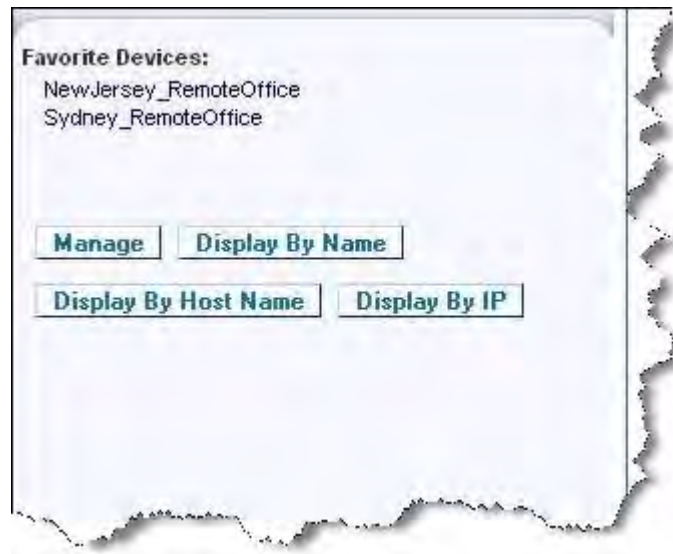 Favorite Devices:
NewJersey_RemoteOffice
Sydney_RemoteOffice
Manage Display By Name
Display By Host Name Display By IP